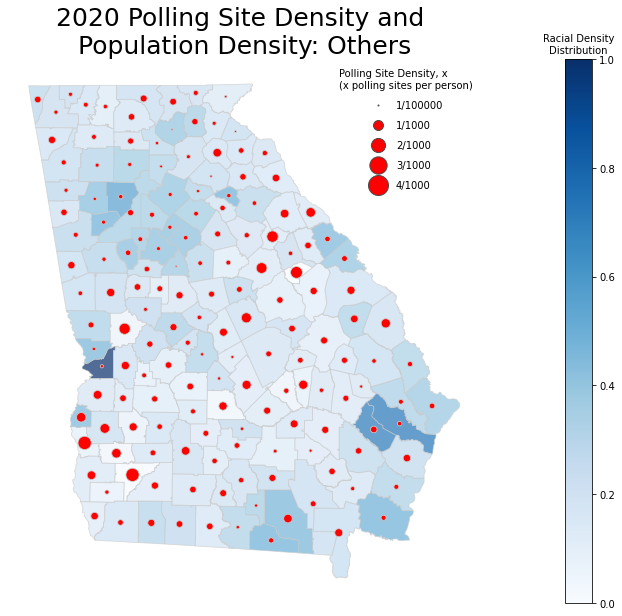 2020 Polling Site Density and
Population Density: Others
Polling Site Density, x
(x polling sites per person)
1/100000
1/1000
2/1000
3/1000
4/1000
Racial Density
Distribution
1.0
0.8
0.6
0.4
0.2
0.0